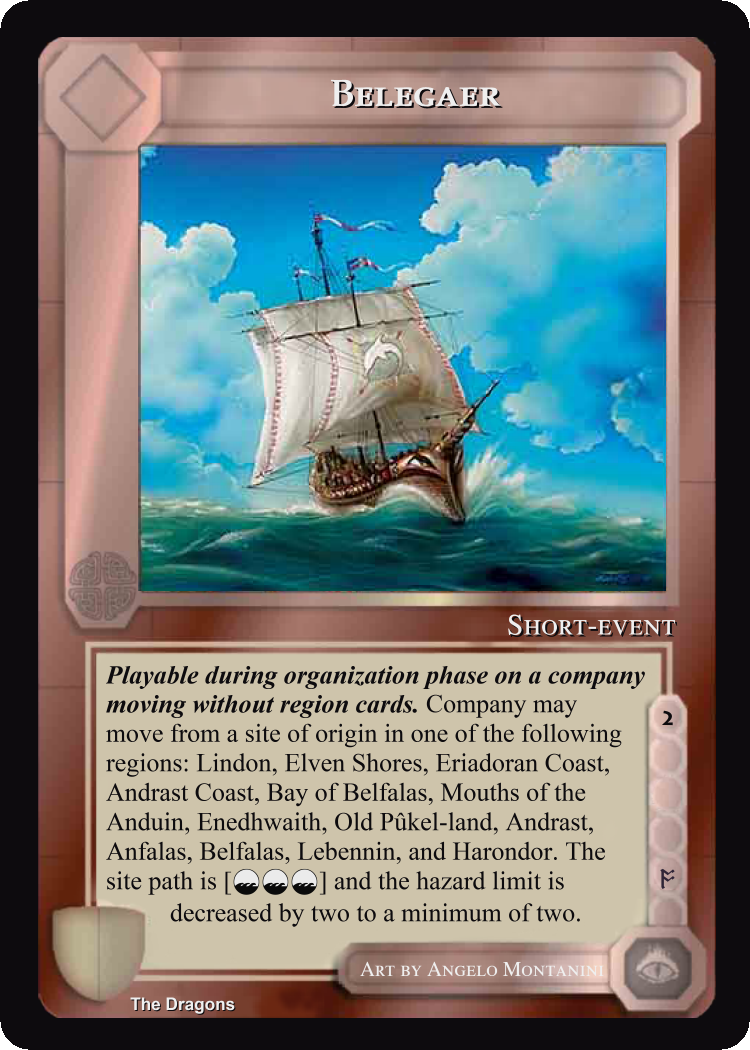 Belegaer
Short-event
Playable during organization phase on a company
moving without region cards. Company may
move from a site of origin in one of the following
regions: Lindon, Elven Shores, Eriadoran Coast,
Andrast Coast, Bay of Belfalas, Mouths of the
Anduin, Enedhwaith, Old Pûkel-land, Andrast,
Anfalas, Belfalas, Lebennin, and Harondor. The
site path is [] and the hazard limit is
decreased by two to a minimum of two.
2
ᚩ
Art by Angelo Montanini
The Dragons